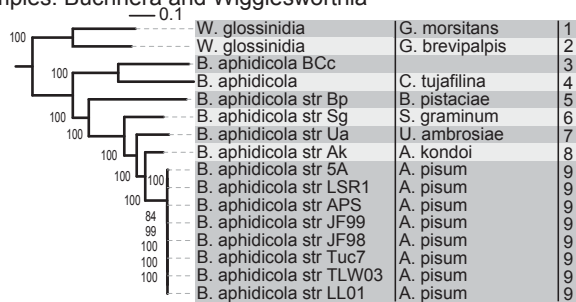 mples: Buchnera and Wigglesworthia
0.1
100 W. glossinidia G. morsitans 1
W. glossinidia G. brevipalpis 2
100 B. aphidicola BCc 3
B. aphidicola C. tujafilina 4
B. aphidicola str Bp B. pistaciae 5
100 B. aphidicola str Sg S. graminum 6
100 B. aphidicola str Ua U. ambrosiae 7
100 B. aphidicola str Ak A. kondoi 8
100 100 B. aphidicola str 5A A. pisum 9
100 B. aphidicola str LSR1 A. pisum 9
84 B. aphidicola str APS A. pisum 9
99 B. aphidicola str JF99 A. pisum 9
100 B. aphidicola str JF98 A. pisum 9
100 B. aphidicola str Tuc7 A. pisum 9
100 B. aphidicola str TLW03 A. pisum 9
B. aphidicola str LL01 A. pisum 9